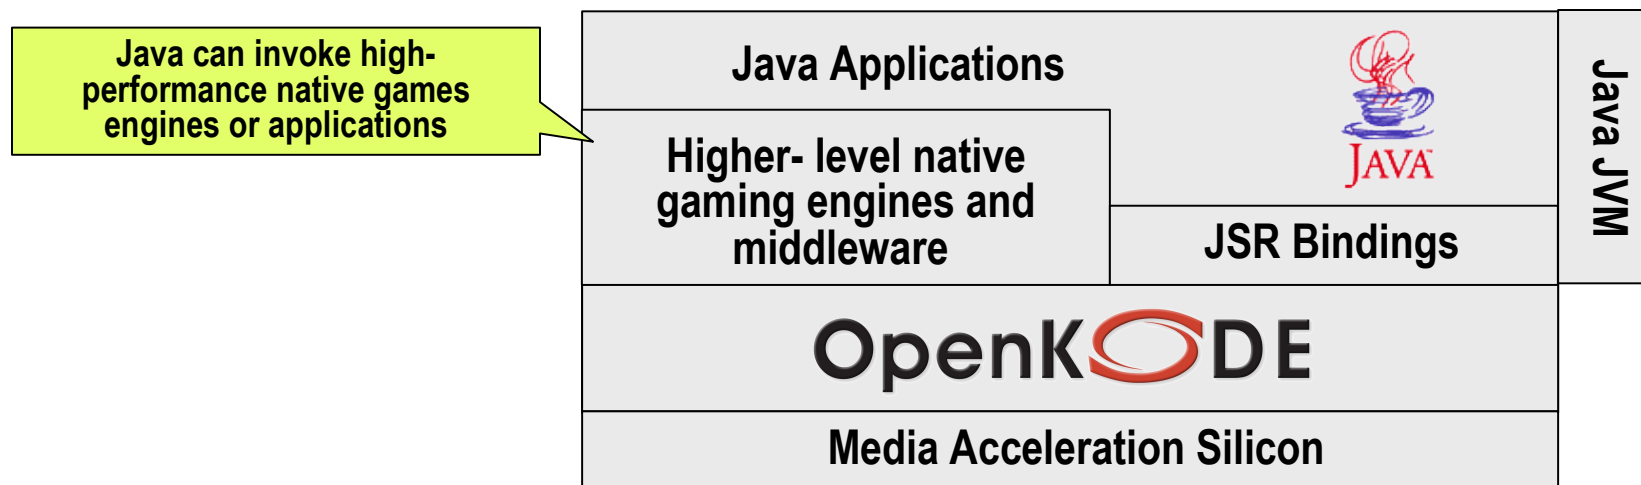 Java can invoke high-
performance native games
engines or applications
Java Applications
JAVA™
Java JVM
Higher- level native
gaming engines and
middleware
JSR Bindings
OpenKODE
Media Acceleration Silicon